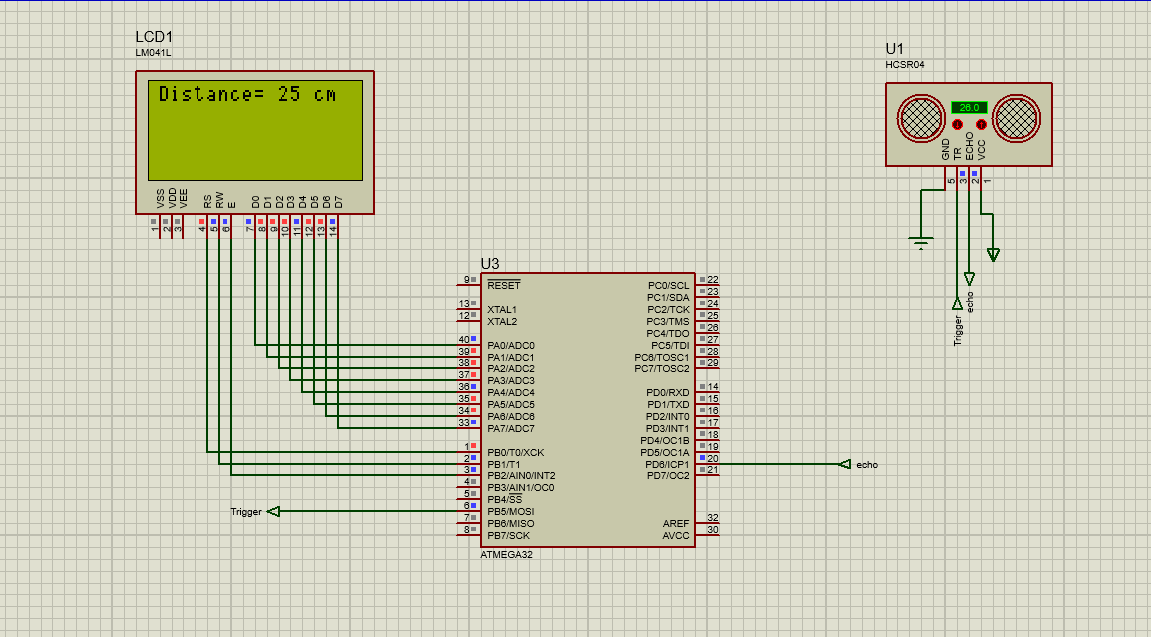 LCD1
LM041L
Distance= 25 cm
VSS
VDD
VEE
RS
RW
E
D0
D1
D2
D3
D4
D5
D6
D7
1
2
3
4
5
6
7
8
9
10
11
12
13
14
U1
HCSR04
26.0
GND
TR
ECHO
VCC
5
3
2
1
Trigger
echo
U3
9 RESET
13 XTAL1
12 XTAL2
40 PA0/ADC0
39 PA1/ADC1
38 PA2/ADC2
37 PA3/ADC3
36 PA4/ADC4
35 PA5/ADC5
34 PA6/ADC6
33 PA7/ADC7
1 PB0/T0/XCK
2 PB1/T1
3 PB2/AIN0/INT2
4 PB3/AIN1/OC0
5 PB4/SS
6 PB5/MOSI
7 PB6/MISO
8 PB7/SCK
Trigger
PC0/SCL 22
PC1/SDA 23
PC2/TCK 24
PC3/TMS 25
PC4/TDO 26
PC5/TDI 27
PC6/TOSC1 28
PC7/TOSC2 29
PD0/RXD 14
PD1/TXD 15
PD2/INT0 16
PD3/INT1 17
PD4/OC1B 18
PD5/OC1A 19
PD6/ICP1 20
PD7/OC2 21
echo
AREF 32
AVCC 30
ATMEGA32